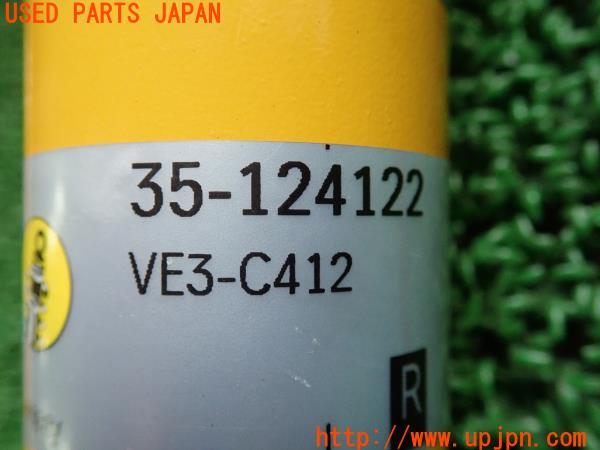 USED PARTS JAPAN
35-124122
VE3-C412
R
http://www.upjpn.com